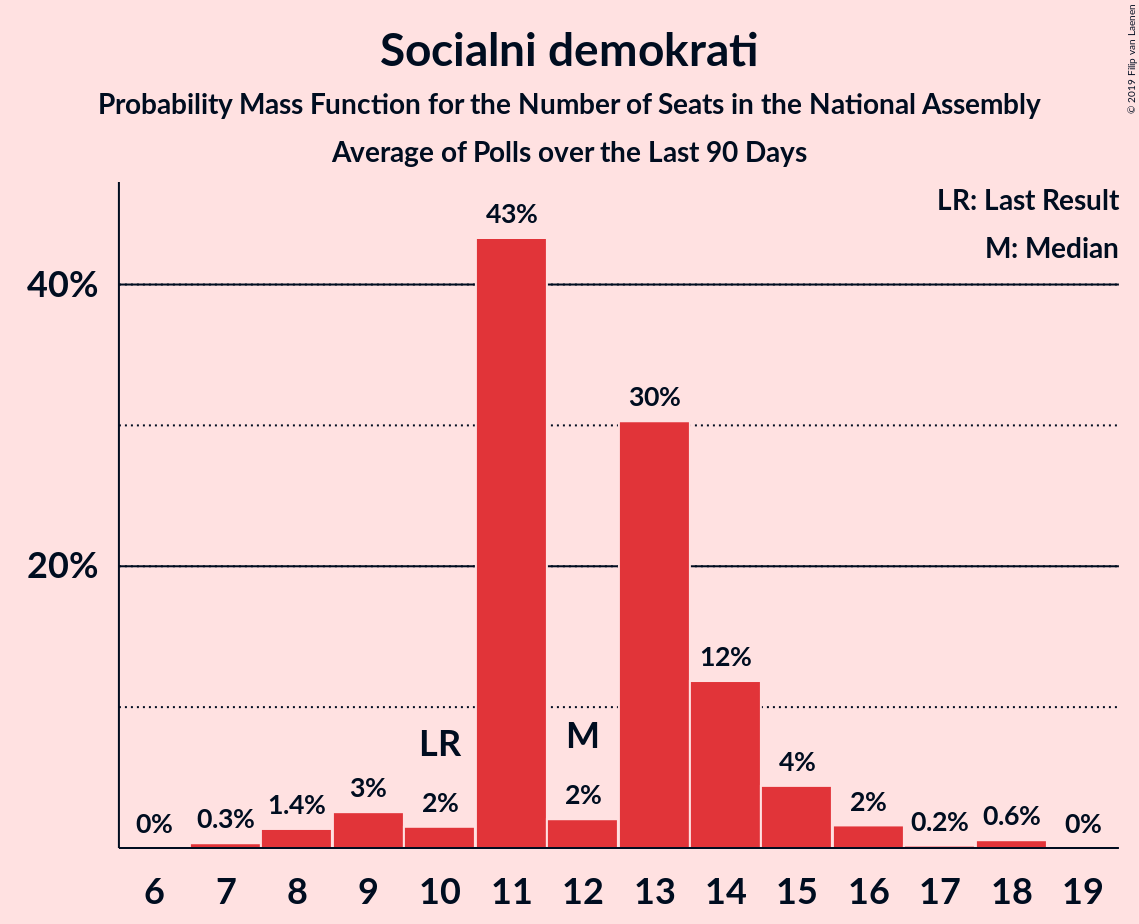 Socialni demokrati
Probability Mass Function for the Number of Seats in the National Assembly
Average of Polls over the Last 90 Days
© 2019 Filip van Laenen
LR: Last Result
M: Median
43%
40%
30%
20%
12%
LR
M
4%
3%
2%
2%
2%
1.4%
0.3%
0.6%
0.2%
0%
0%
6 7 8 9 10 11 12 13 14 15 16 17 18 19